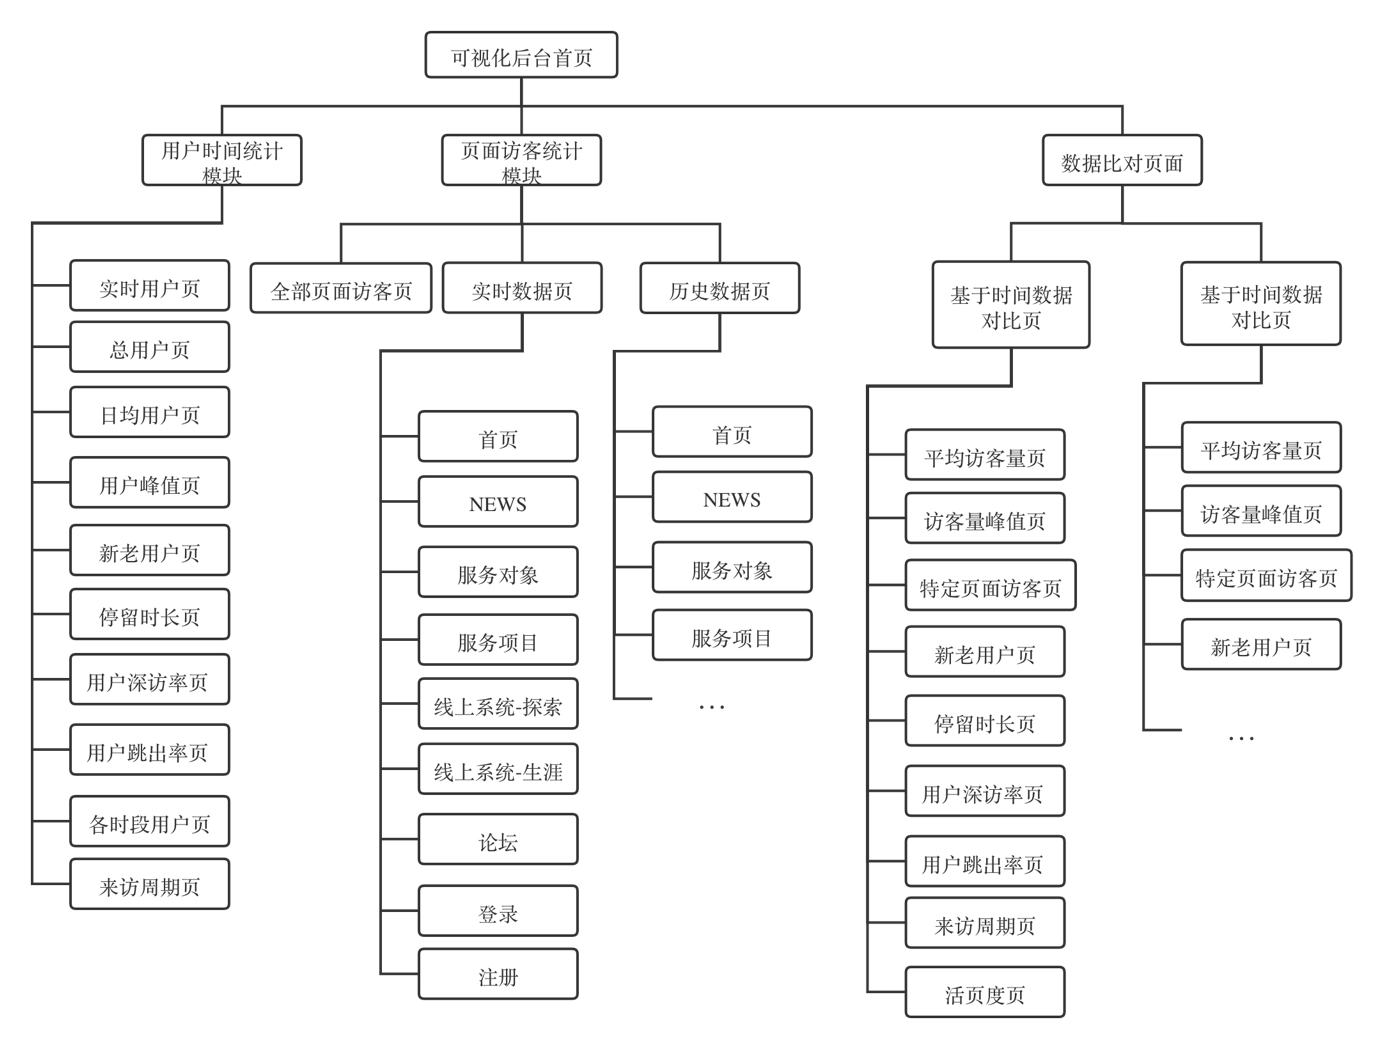 可视化后台首页
用户时间统计
模块
页面访客统计
模块
数据比对页面
实时用户页
总用户页
日均用户页
用户峰值页
新老用户页
停留时长页
用户深访率页
用户跳出率页
各时段用户页
来访周期页
全部页面访客页
实时数据页
历史数据页
首页
NEWS
服务对象
服务项目
线上系统-探索
线上系统-生涯
论坛
登录
注册
首页
NEWS
服务对象
服务项目
...
基于时间数据
对比页
基于时间数据
对比页
平均访客量页
访客量峰值页
特定页面访客页
新老用户页
停留时长页
用户深访率页
用户跳出率页
来访周期页
活页度页
平均访客量页
访客量峰值页
特定页面访客页
新老用户页
...